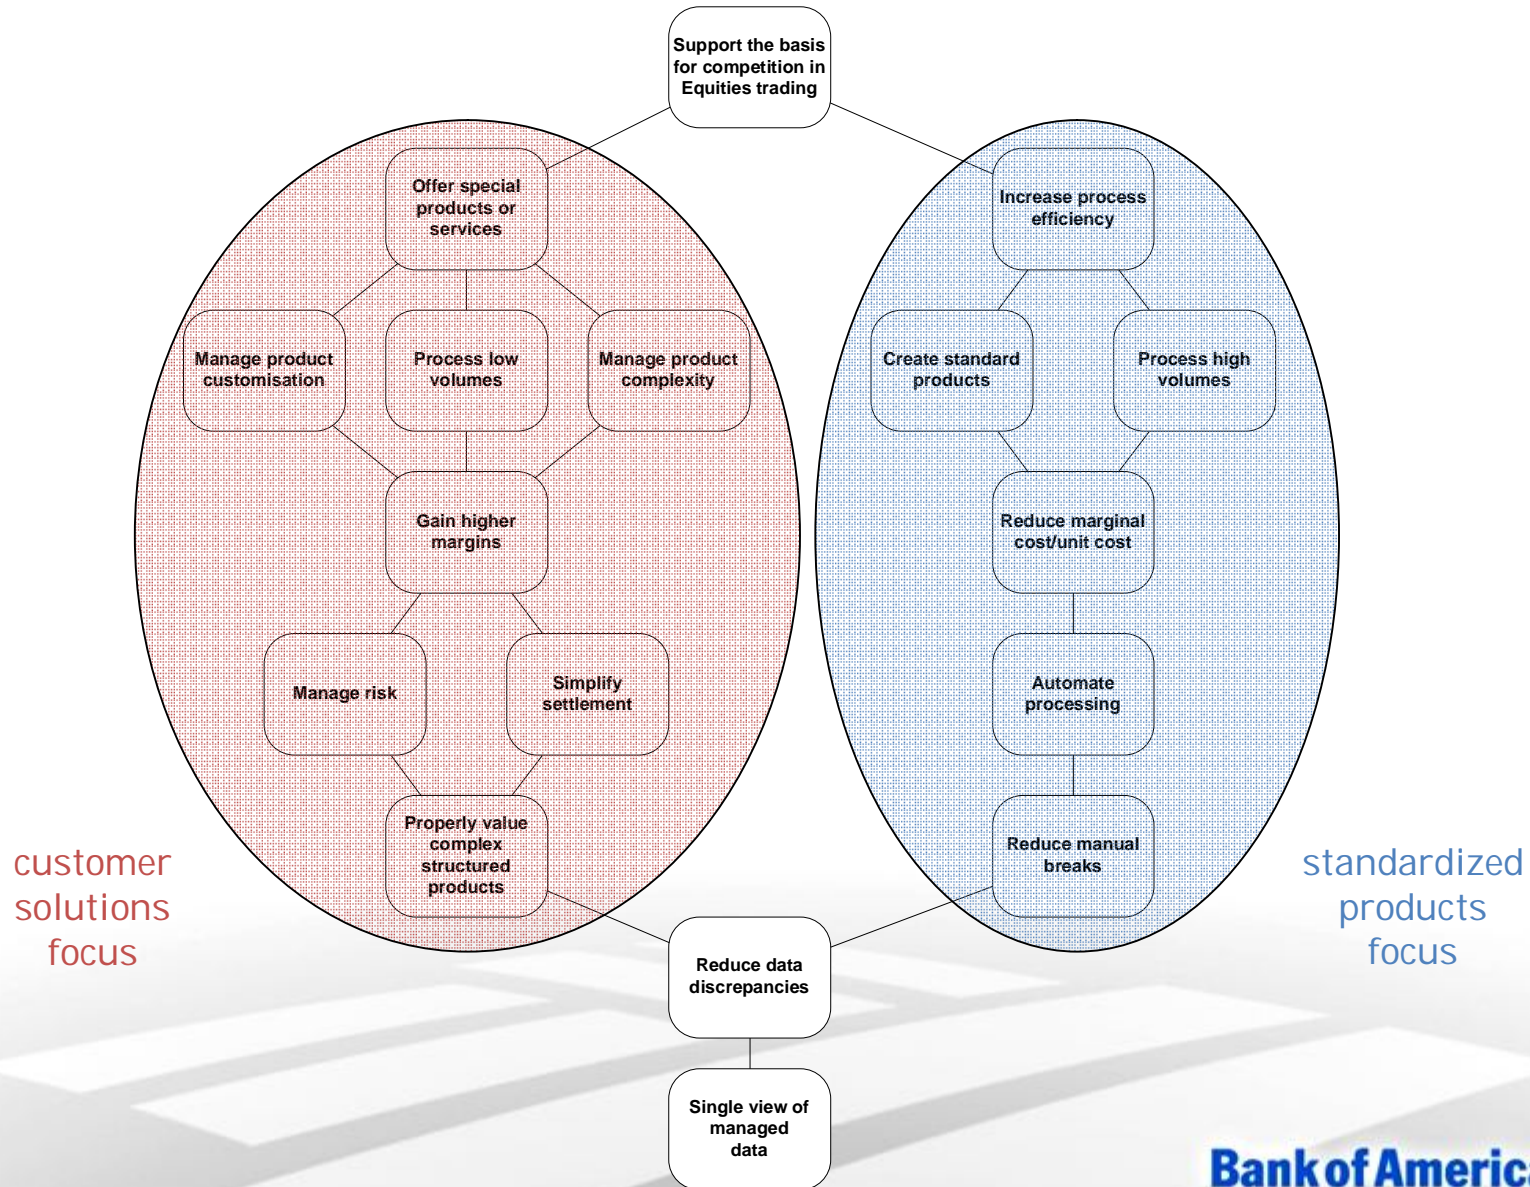 Support the basis
for competition in
Equities trading
Offer special
products or
services
Increase process
efficiency
Manage product
customisation
Process low
volumes
Manage product
complexity
Create standard
products
Process high
volumes
Gain higher
margins
Reduce marginal
cost/unit cost
Manage risk
Simplify
settlement
Automate
processing
Properly value
complex
structured
products
Reduce manual
breaks
customer
solutions
focus
standardized
products
focus
Reduce data
discrepancies
Single view of
managed
data
Bank of America